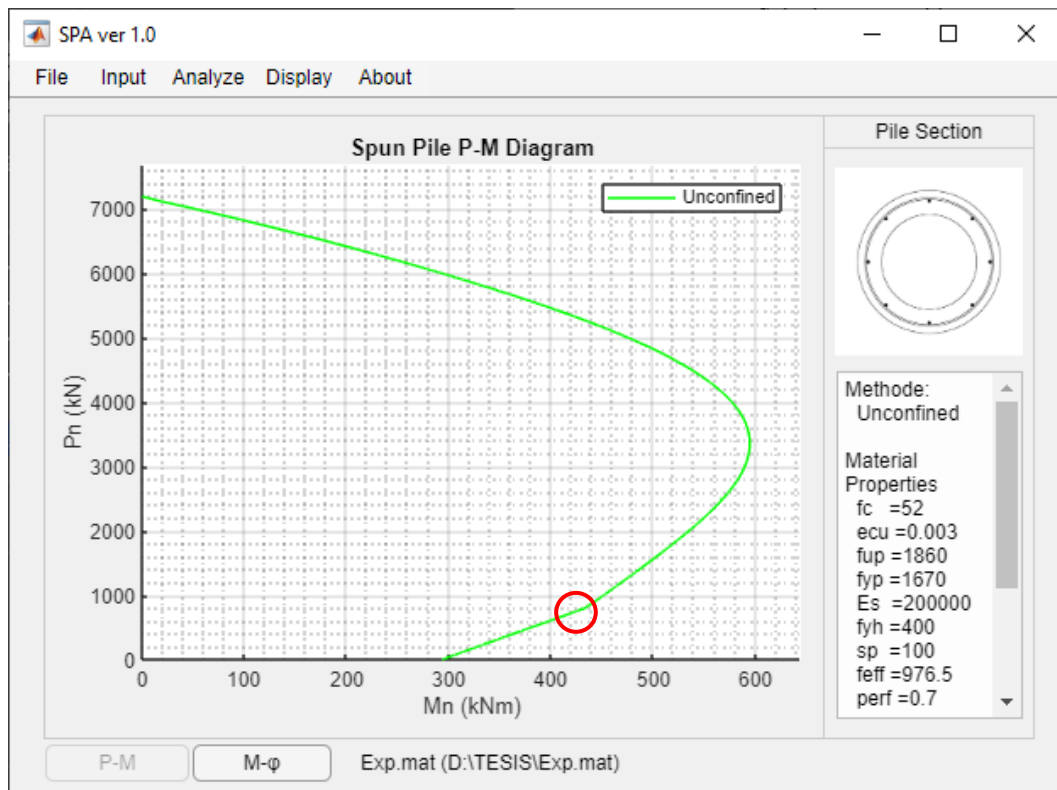 SPA ver 1.0
File Input Analyze Display About
Spun Pile P-M Diagram
Unconfined
Pn (kN)
7000
6000
5000
4000
3000
2000
1000
0
0 100 200 300 400 500 600
Mn (kNm)
Pile Section
Methode:
Unconfined
Material
Properties
fc =52
ecu =0.003
fup =1860
fyp =1670
Es =200000
fyh =400
sp =100
feff =976.5
perf =0.7
P-M M-φ Exp.mat (D:\TESIS\Exp.mat)